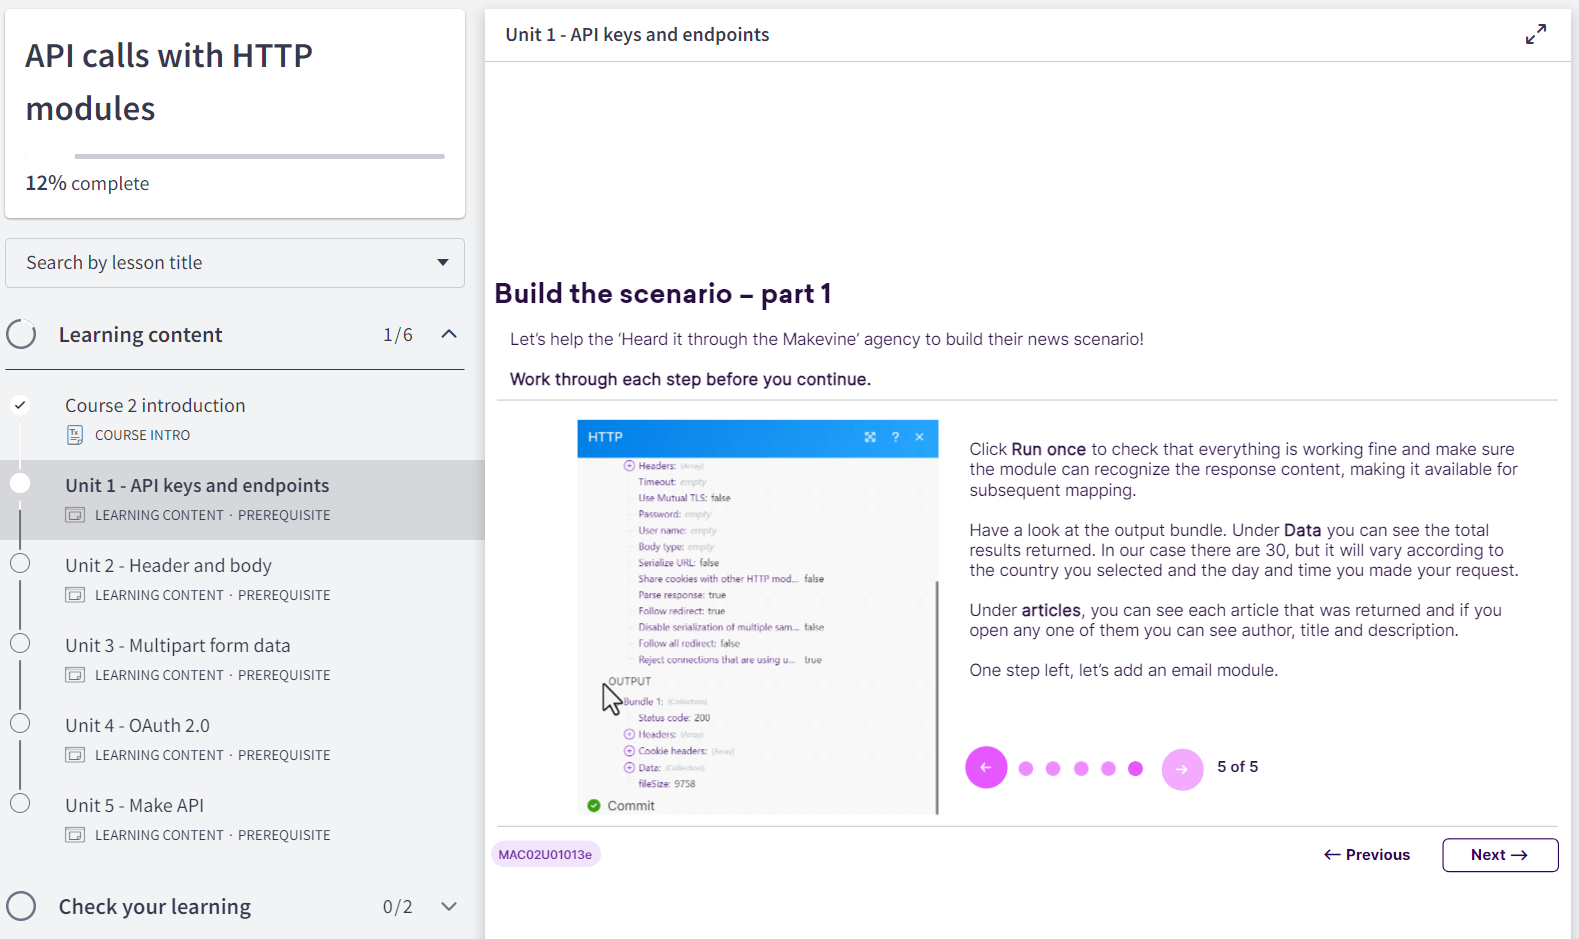 API calls with HTTP
modules
12% complete
Search by lesson title
Learning content 1/6
Course 2 introduction
COURSE INTRO
Unit 1 - API keys and endpoints
LEARNING CONTENT · PREREQUISITE
Unit 2 - Header and body
LEARNING CONTENT · PREREQUISITE
Unit 3 - Multipart form data
LEARNING CONTENT · PREREQUISITE
Unit 4 - OAuth 2.0
LEARNING CONTENT · PREREQUISITE
Unit 5 - Make API
LEARNING CONTENT · PREREQUISITE
Check your learning 0/2
Unit 1 - API keys and endpoints
Build the scenario – part 1
Let's help the 'Heard it through the Makevine' agency to build their news scenario!
Work through each step before you continue.
HTTP
Headers: (Array)
Timeout: empty
Use Mutual TLS: false
Password: empty
User name: empty
Body type: empty
Serialize URL: false
Share cookies with other HTTP mod... false
Parse response: true
Follow redirect: true
Disable serialization of multiple sam... false
Follow all redirect: false
Reject connections that are using u... true
OUTPUT
Bundle 1: (Collection)
Status code: 200
Headers: (Array)
Cookie headers: (Array)
Data: (Collection)
fileSize: 9758
Commit
Click Run once to check that everything is working fine and make sure
the module can recognize the response content, making it available for
subsequent mapping.
Have a look at the output bundle. Under Data you can see the total
results returned. In our case there are 30, but it will vary according to
the country you selected and the day and time you made your request.
Under articles, you can see each article that was returned and if you
open any one of them you can see author, title and description.
One step left, let's add an email module.
5 of 5
MAC02U01013e
← Previous
Next →